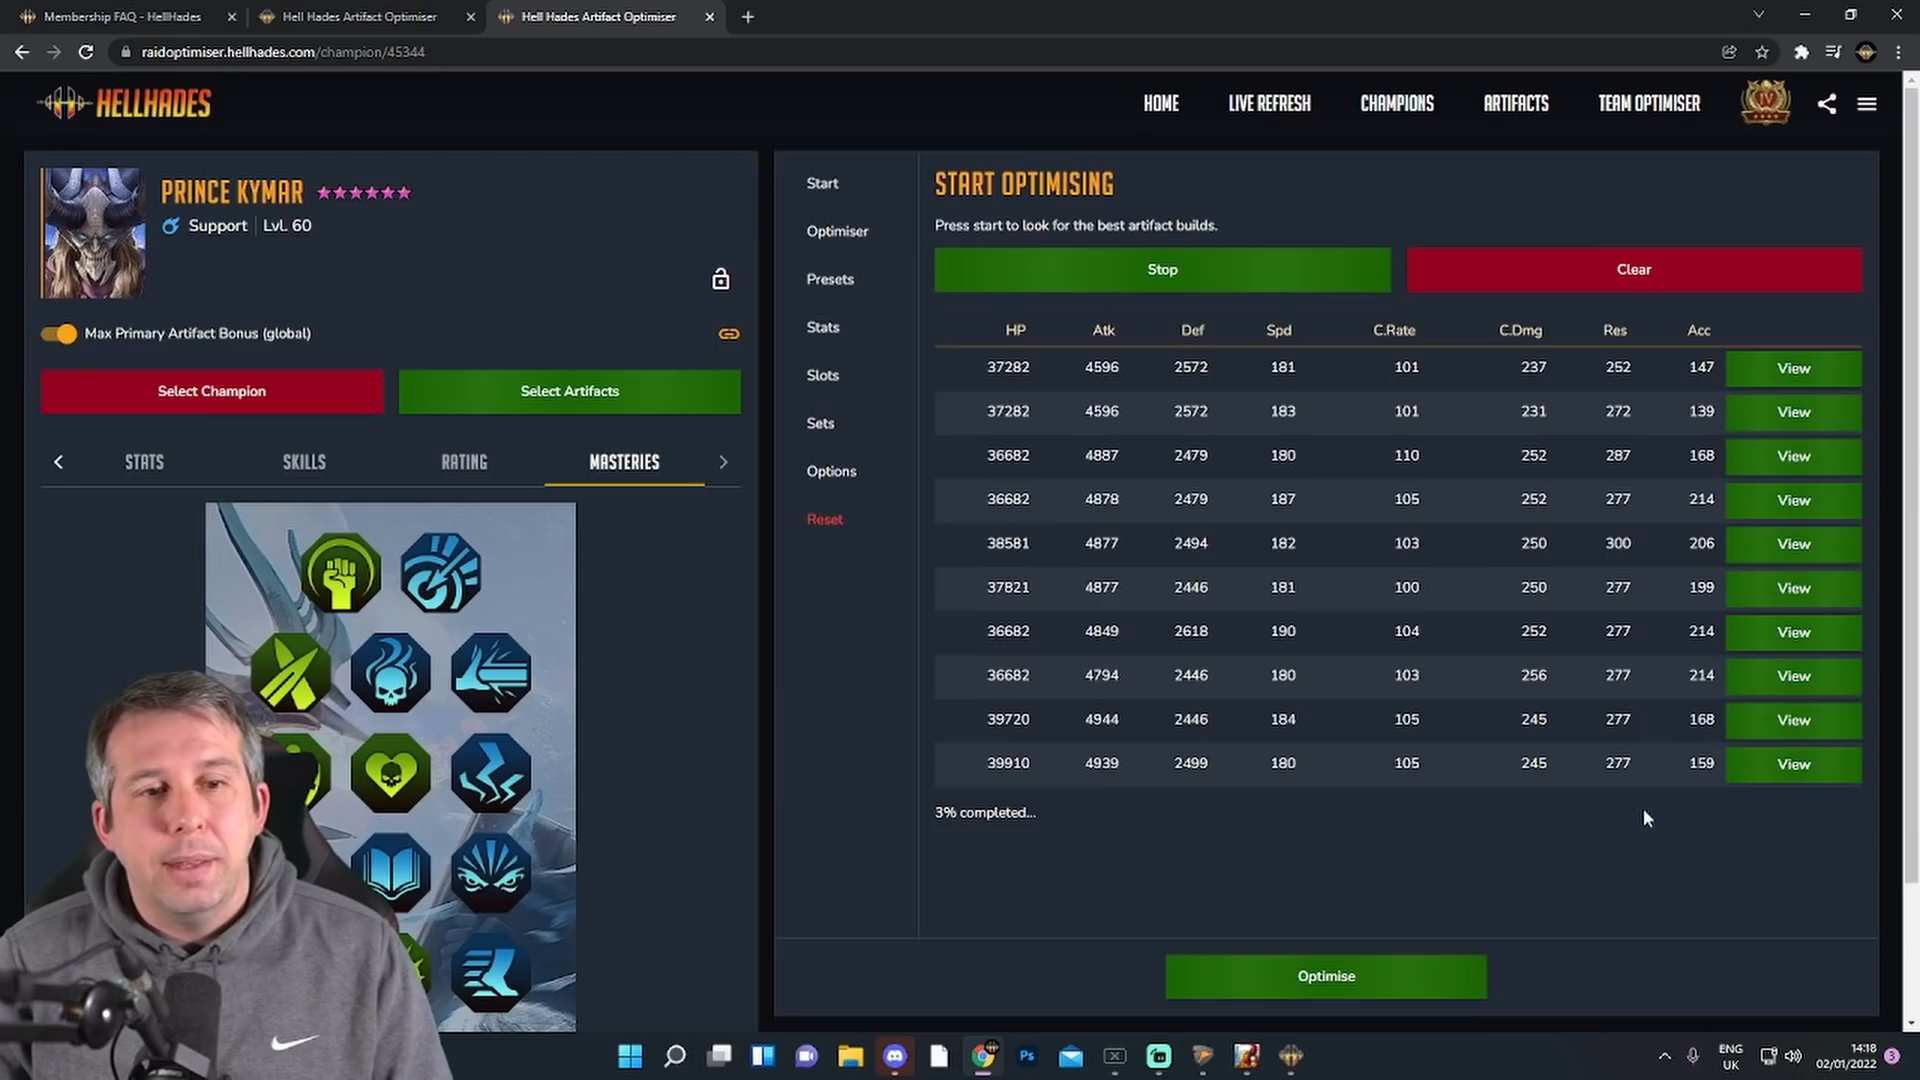 Membership FAQ - HellHades
Hell Hades Artifact Optimiser
Hell Hades Artifact Optimiser
raidoptimiser.hellhades.com/champion/45344
HELLHADES
HOME
LIVE REFRESH
CHAMPIONS
ARTIFACTS
TEAM OPTIMISER
IV
PRINCE KYMAR
Support
Lvl. 60
Max Primary Artifact Bonus (global)
Select Champion
Select Artifacts
STATS
SKILLS
RATING
MASTERIES
Start
Optimiser
Presets
Stats
Slots
Sets
Options
Reset
START OPTIMISING
Press start to look for the best artifact builds.
Stop
Clear
HP Atk Def Spd C.Rate C.Dmg Res Acc
37282 4596 2572 181 101 237 252 147 View
37282 4596 2572 183 101 231 272 139 View
36682 4887 2479 180 110 252 287 168 View
36682 4878 2479 187 105 252 277 214 View
38581 4877 2494 182 103 250 300 206 View
37821 4877 2446 181 100 250 277 199 View
36682 4849 2618 190 104 252 277 214 View
36682 4794 2446 180 103 256 277 214 View
39720 4944 2446 184 105 245 277 168 View
39910 4939 2499 180 105 245 277 159 View
3% completed...
Optimise
Ps
ENG
UK
14:18
02/01/2022
3